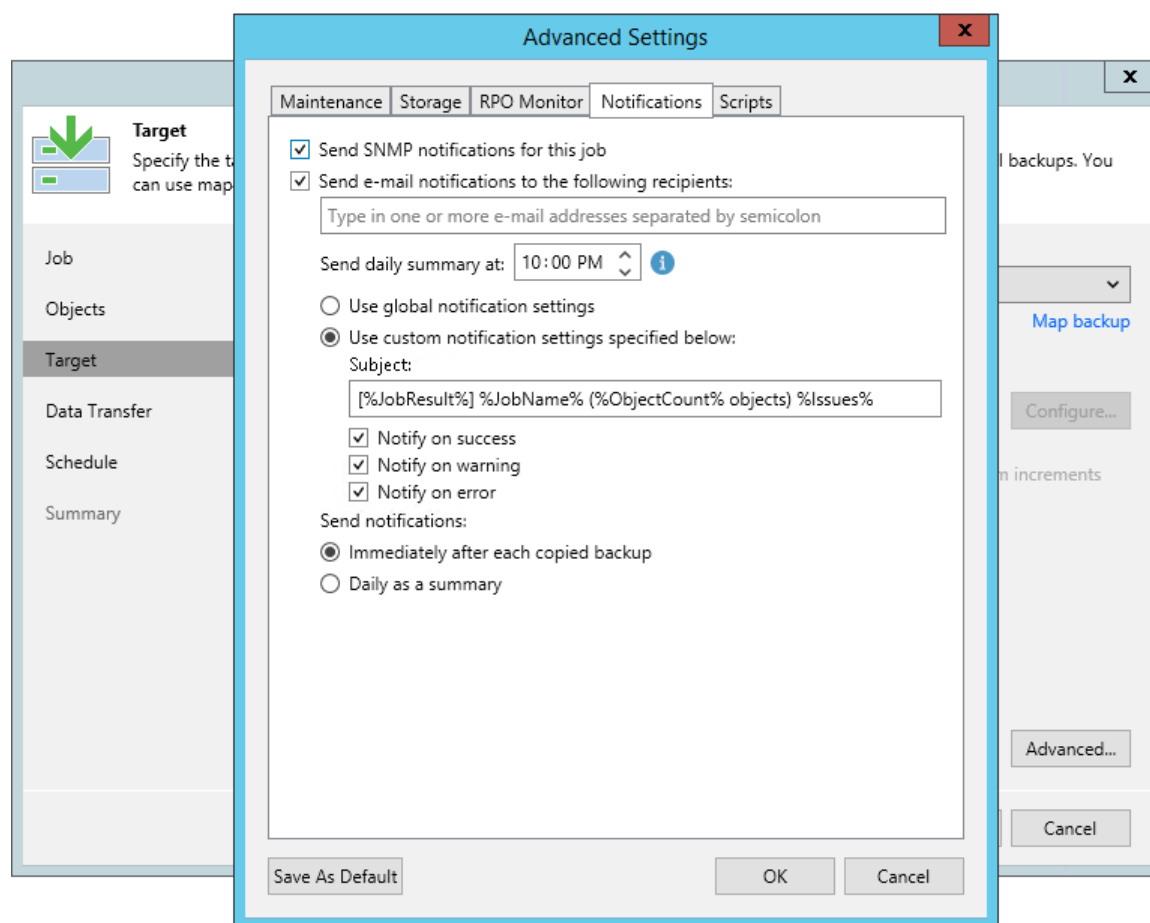 Advanced Settings
x
x
Target
Specify the t
l backups. You
can use map
Job
Objects
Target
Data Transfer
Schedule
Summary
Maintenance
Storage
RPO Monitor
Notifications
Scripts
Send SNMP notifications for this job
Send e-mail notifications to the following recipients:
Type in one or more e-mail addresses separated by semicolon
Send daily summary at: 10:00 PM i
Use global notification settings
Use custom notification settings specified below:
Subject:
[%JobResult%] %JobName% (%ObjectCount% objects) %Issues%
Notify on success
Notify on warning
Notify on error
Send notifications:
Immediately after each copied backup
Daily as a summary
Map backup
Configure...
increments
Advanced...
Cancel
Save As Default
OK
Cancel